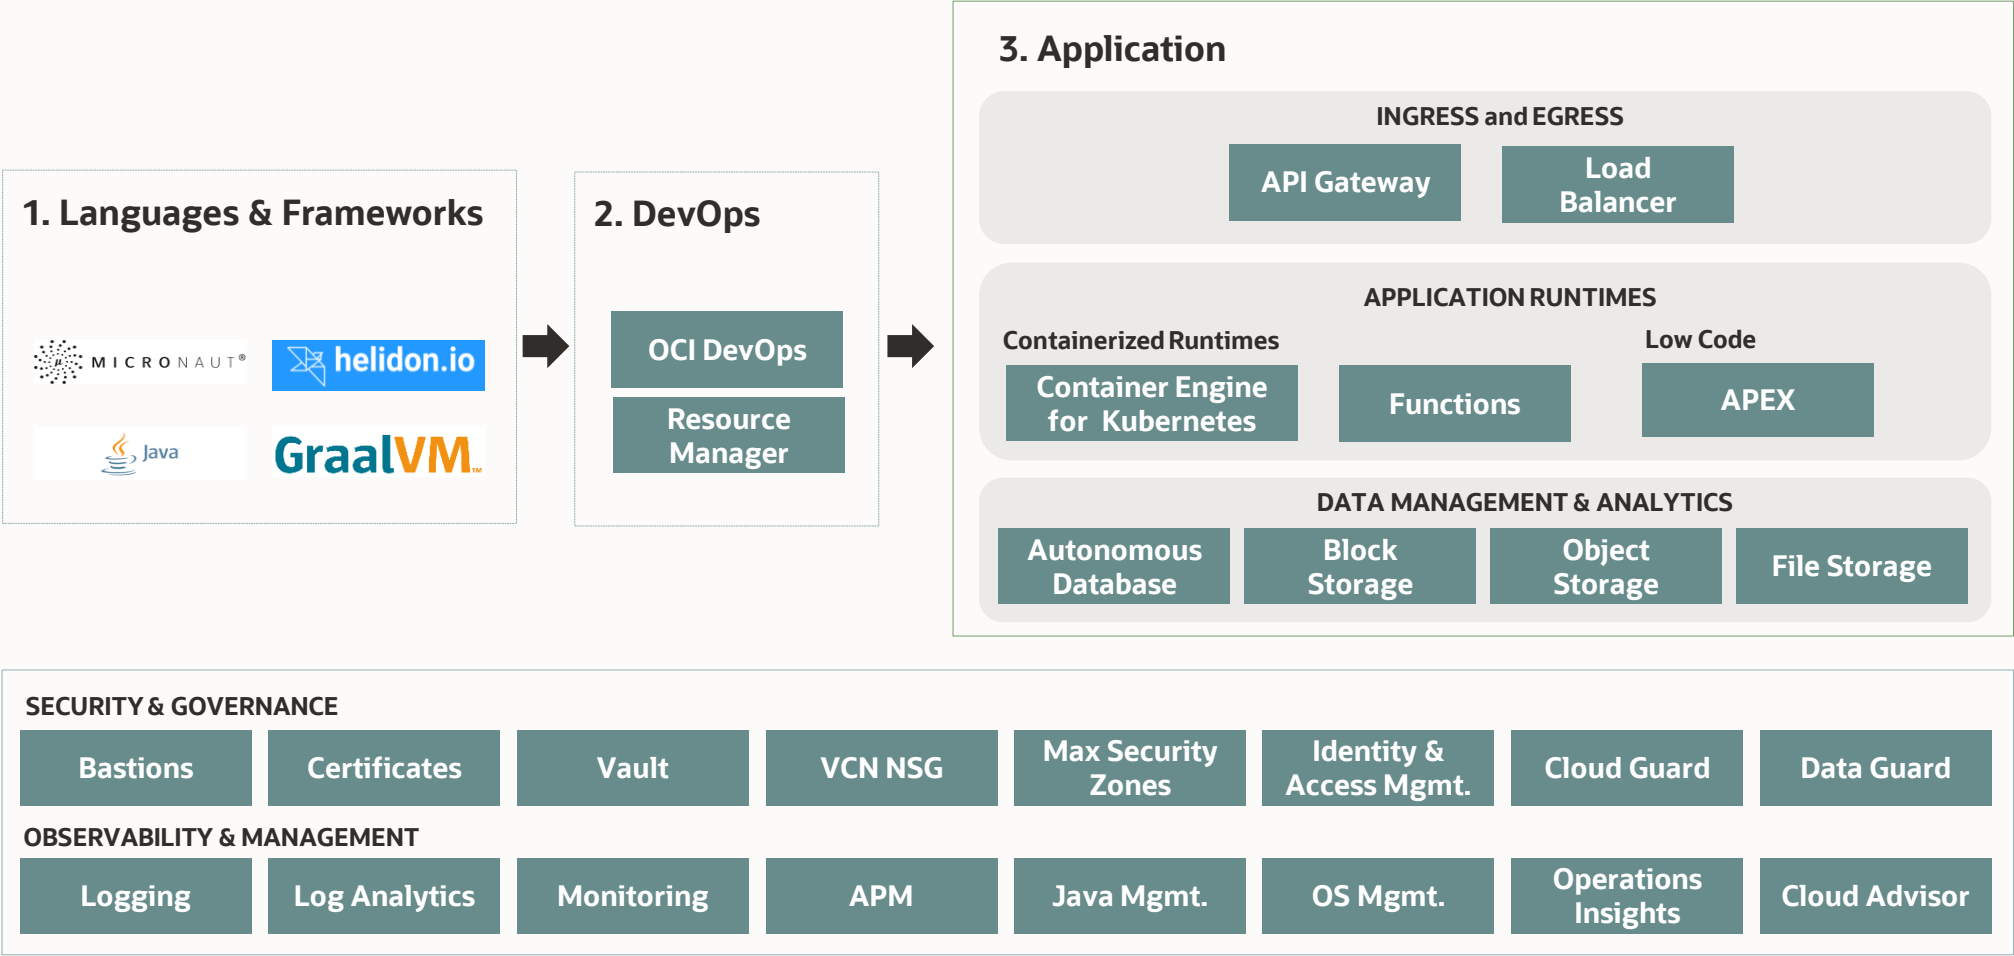 1. Languages & Frameworks
MICRONAUT®
helidon.io
Java
GraalVM™
2. DevOps
OCI DevOps
Resource
Manager
3. Application
INGRESS and EGRESS
API Gateway
Load
Balancer
APPLICATION RUNTIMES
Containerized Runtimes
Container Engine
for Kubernetes
Functions
Low Code
APEX
DATA MANAGEMENT & ANALYTICS
Autonomous
Database
Block
Storage
Object
Storage
File Storage
SECURITY & GOVERNANCE
Bastions
Certificates
Vault
VCN NSG
Max Security
Zones
Identity &
Access Mgmt.
Cloud Guard
Data Guard
OBSERVABILITY & MANAGEMENT
Logging
Log Analytics
Monitoring
APM
Java Mgmt.
OS Mgmt.
Operations
Insights
Cloud Advisor